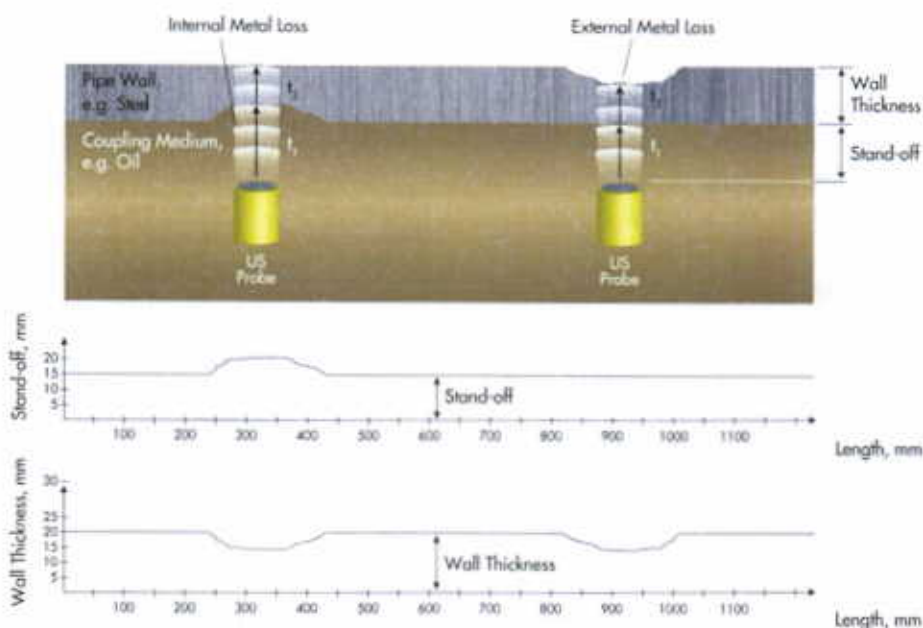 Internal Metal Loss
External Metal Loss
Pipe Wall,
e.g. Steel
Coupling Medium,
e.g. Oil
t₂
t₁
t₂
t₁
Wall
Thickness
Stand-off
US
Probe
US
Probe
Stand-off, mm
20
15
10
5
Stand-off
100 200 300 400 500 600 700 800 900 1000 1100
Length, mm
Wall Thickness, mm
30
25
20
15
10
5
Wall Thickness
100 200 300 400 500 600 700 800 900 1000 1100
Length, mm